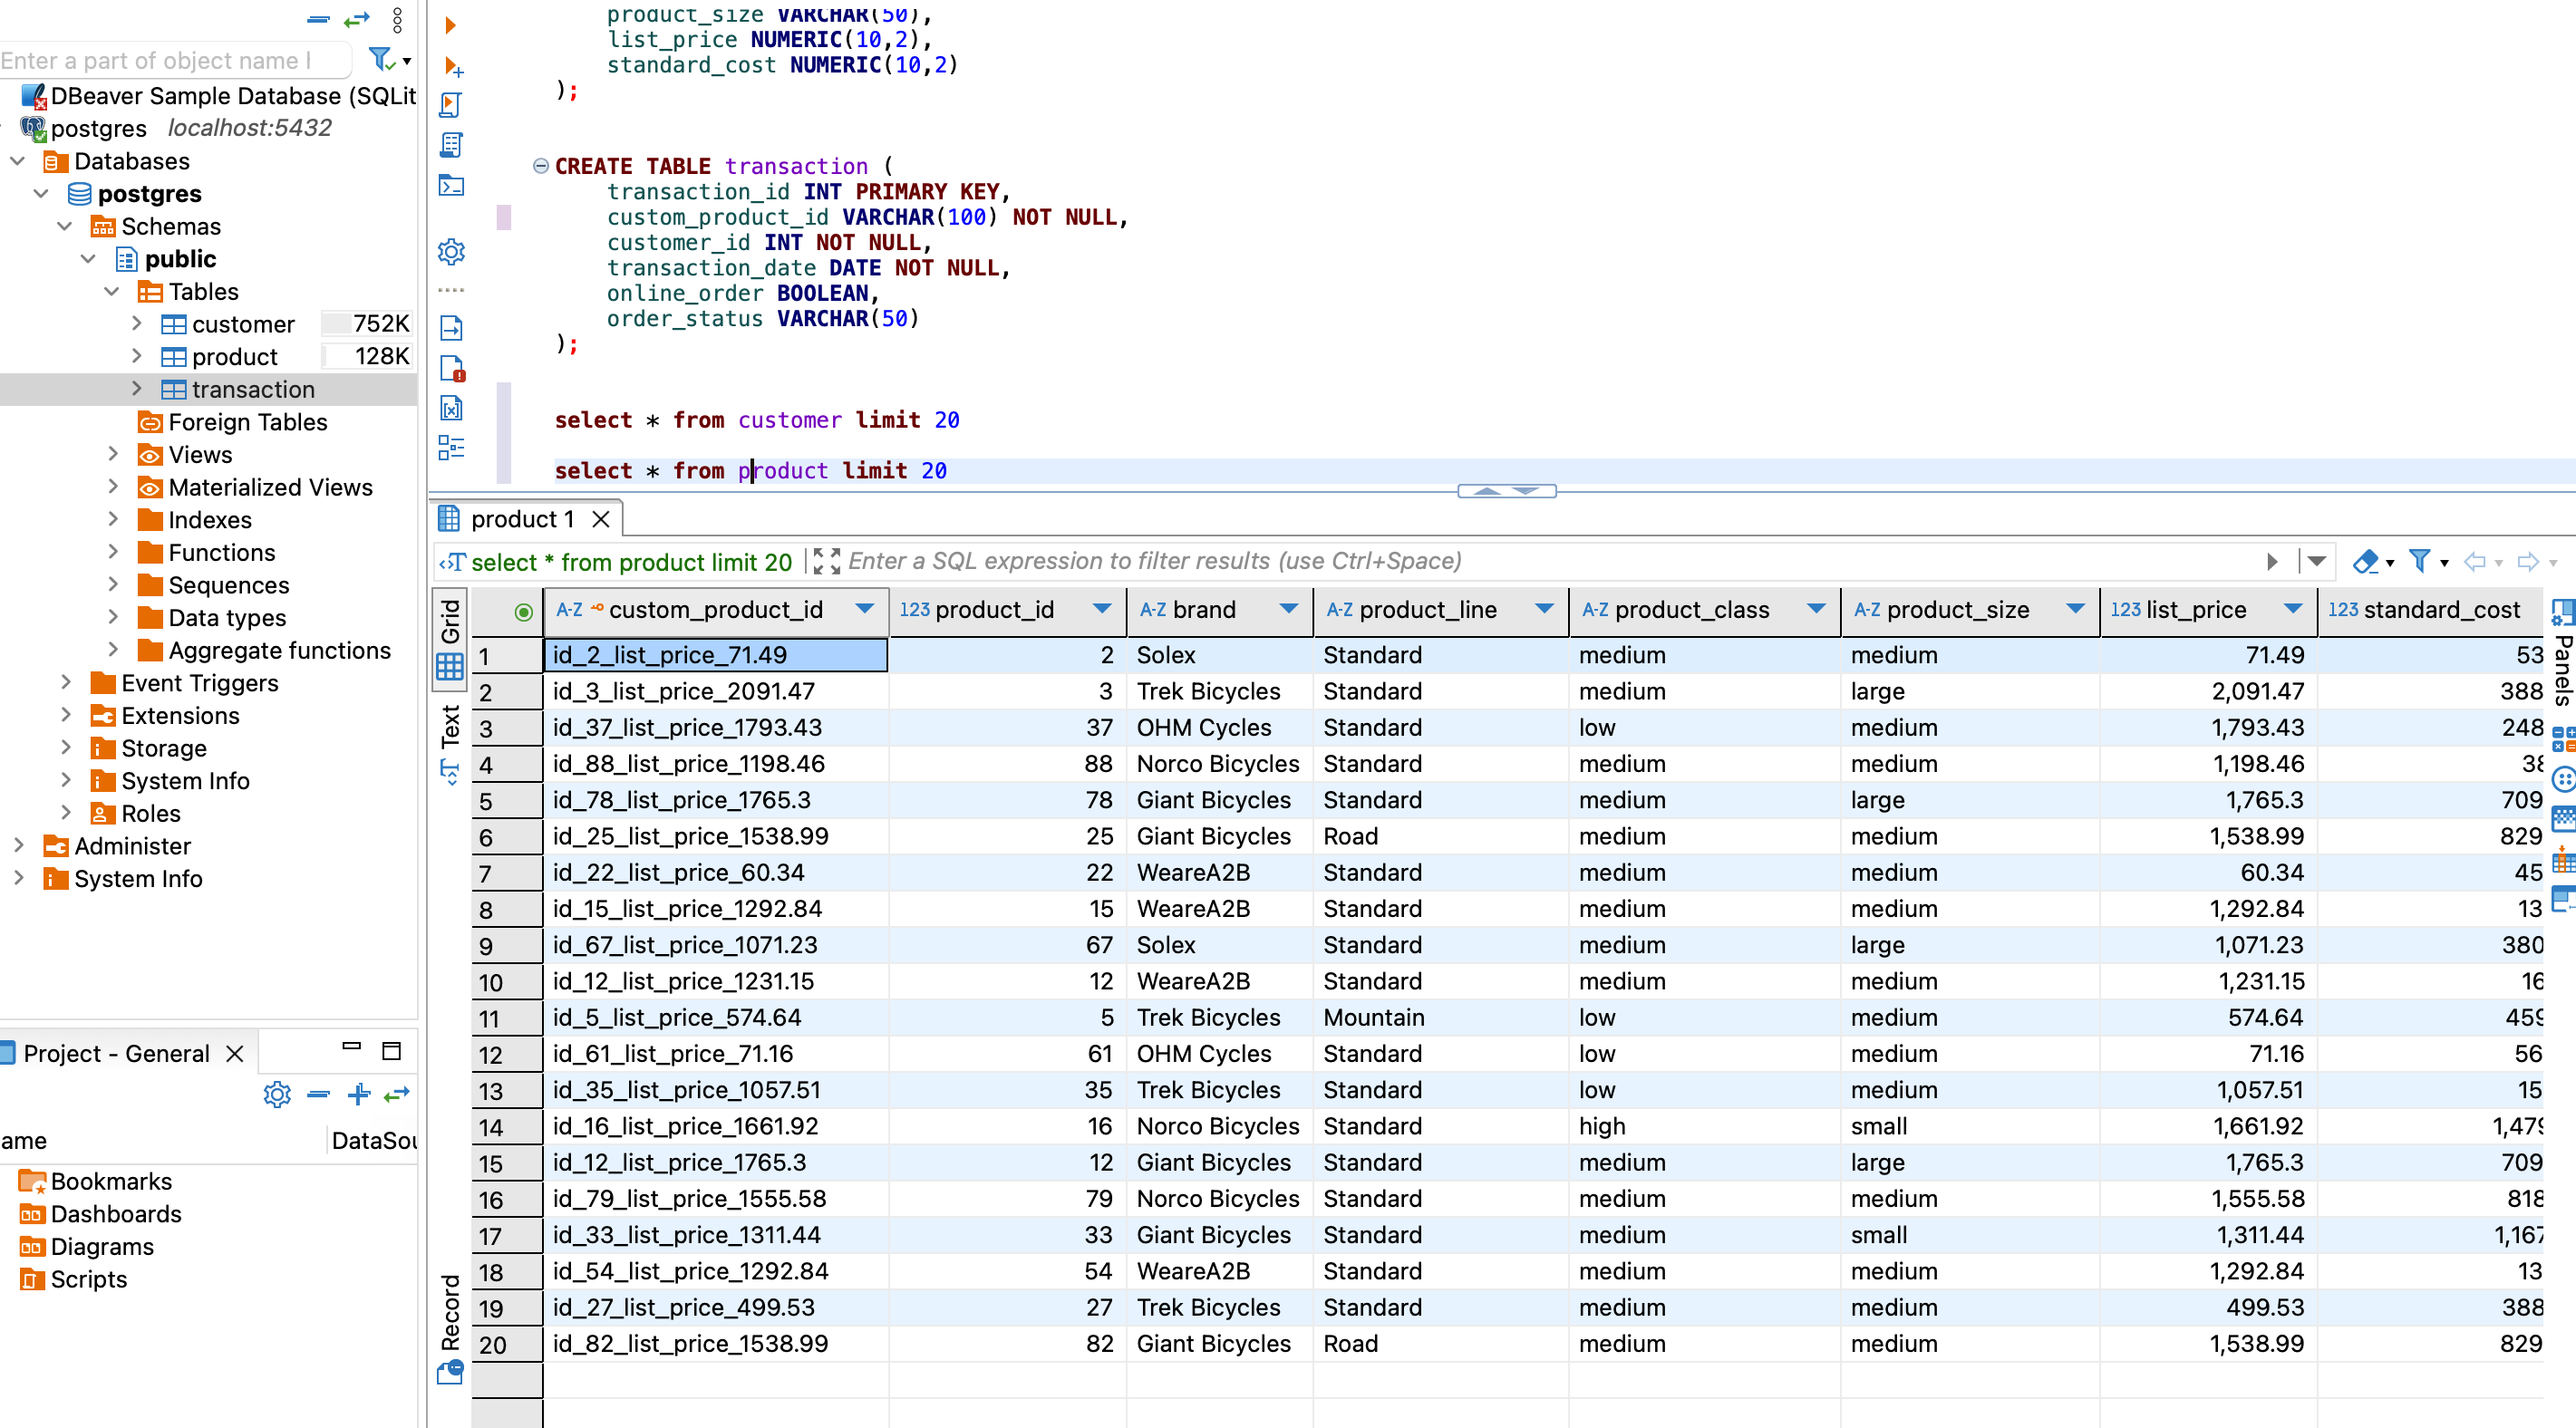 Enter a part of object name
DBeaver Sample Database (SQLit
postgres localhost:5432
Databases
postgres
Schemas
public
Tables
customer 752K
product 128K
transaction
Foreign Tables
Views
Materialized Views
Indexes
Functions
Sequences
Data types
Aggregate functions
Event Triggers
Extensions
Storage
System Info
Roles
Administer
System Info
Project - General
ame DataSou
Bookmarks
Dashboards
Diagrams
Scripts
product_size VARCHAR(50),
list_price NUMERIC(10,2),
standard_cost NUMERIC(10,2)
);
CREATE TABLE transaction (
transaction_id INT PRIMARY KEY,
custom_product_id VARCHAR(100) NOT NULL,
customer_id INT NOT NULL,
transaction_date DATE NOT NULL,
online_order BOOLEAN,
order_status VARCHAR(50)
);
select * from customer limit 20
select * from product limit 20
product 1
select * from product limit 20 Enter a SQL expression to filter results (use Ctrl+Space)
Grid
Text
Record
Panels
A-Z custom_product_id 123 product_id A-Z brand A-Z product_line A-Z product_class A-Z product_size 123 list_price 123 standard_cost
1 id_2_list_price_71.49 2 Solex Standard medium medium 71.49 53
2 id_3_list_price_2091.47 3 Trek Bicycles Standard medium large 2,091.47 388
3 id_37_list_price_1793.43 37 OHM Cycles Standard low medium 1,793.43 248
4 id_88_list_price_1198.46 88 Norco Bicycles Standard medium medium 1,198.46 38
5 id_78_list_price_1765.3 78 Giant Bicycles Standard medium large 1,765.3 709
6 id_25_list_price_1538.99 25 Giant Bicycles Road medium medium 1,538.99 829
7 id_22_list_price_60.34 22 WeareA2B Standard medium medium 60.34 45
8 id_15_list_price_1292.84 15 WeareA2B Standard medium medium 1,292.84 13
9 id_67_list_price_1071.23 67 Solex Standard medium large 1,071.23 380
10 id_12_list_price_1231.15 12 WeareA2B Standard medium medium 1,231.15 16
11 id_5_list_price_574.64 5 Trek Bicycles Mountain low medium 574.64 459
12 id_61_list_price_71.16 61 OHM Cycles Standard low medium 71.16 56
13 id_35_list_price_1057.51 35 Trek Bicycles Standard low medium 1,057.51 15
14 id_16_list_price_1661.92 16 Norco Bicycles Standard high small 1,661.92 1,479
15 id_12_list_price_1765.3 12 Giant Bicycles Standard medium large 1,765.3 709
16 id_79_list_price_1555.58 79 Norco Bicycles Standard medium medium 1,555.58 818
17 id_33_list_price_1311.44 33 Giant Bicycles Standard medium small 1,311.44 1,167
18 id_54_list_price_1292.84 54 WeareA2B Standard medium medium 1,292.84 13
19 id_27_list_price_499.53 27 Trek Bicycles Standard medium medium 499.53 388
20 id_82_list_price_1538.99 82 Giant Bicycles Road medium medium 1,538.99 829